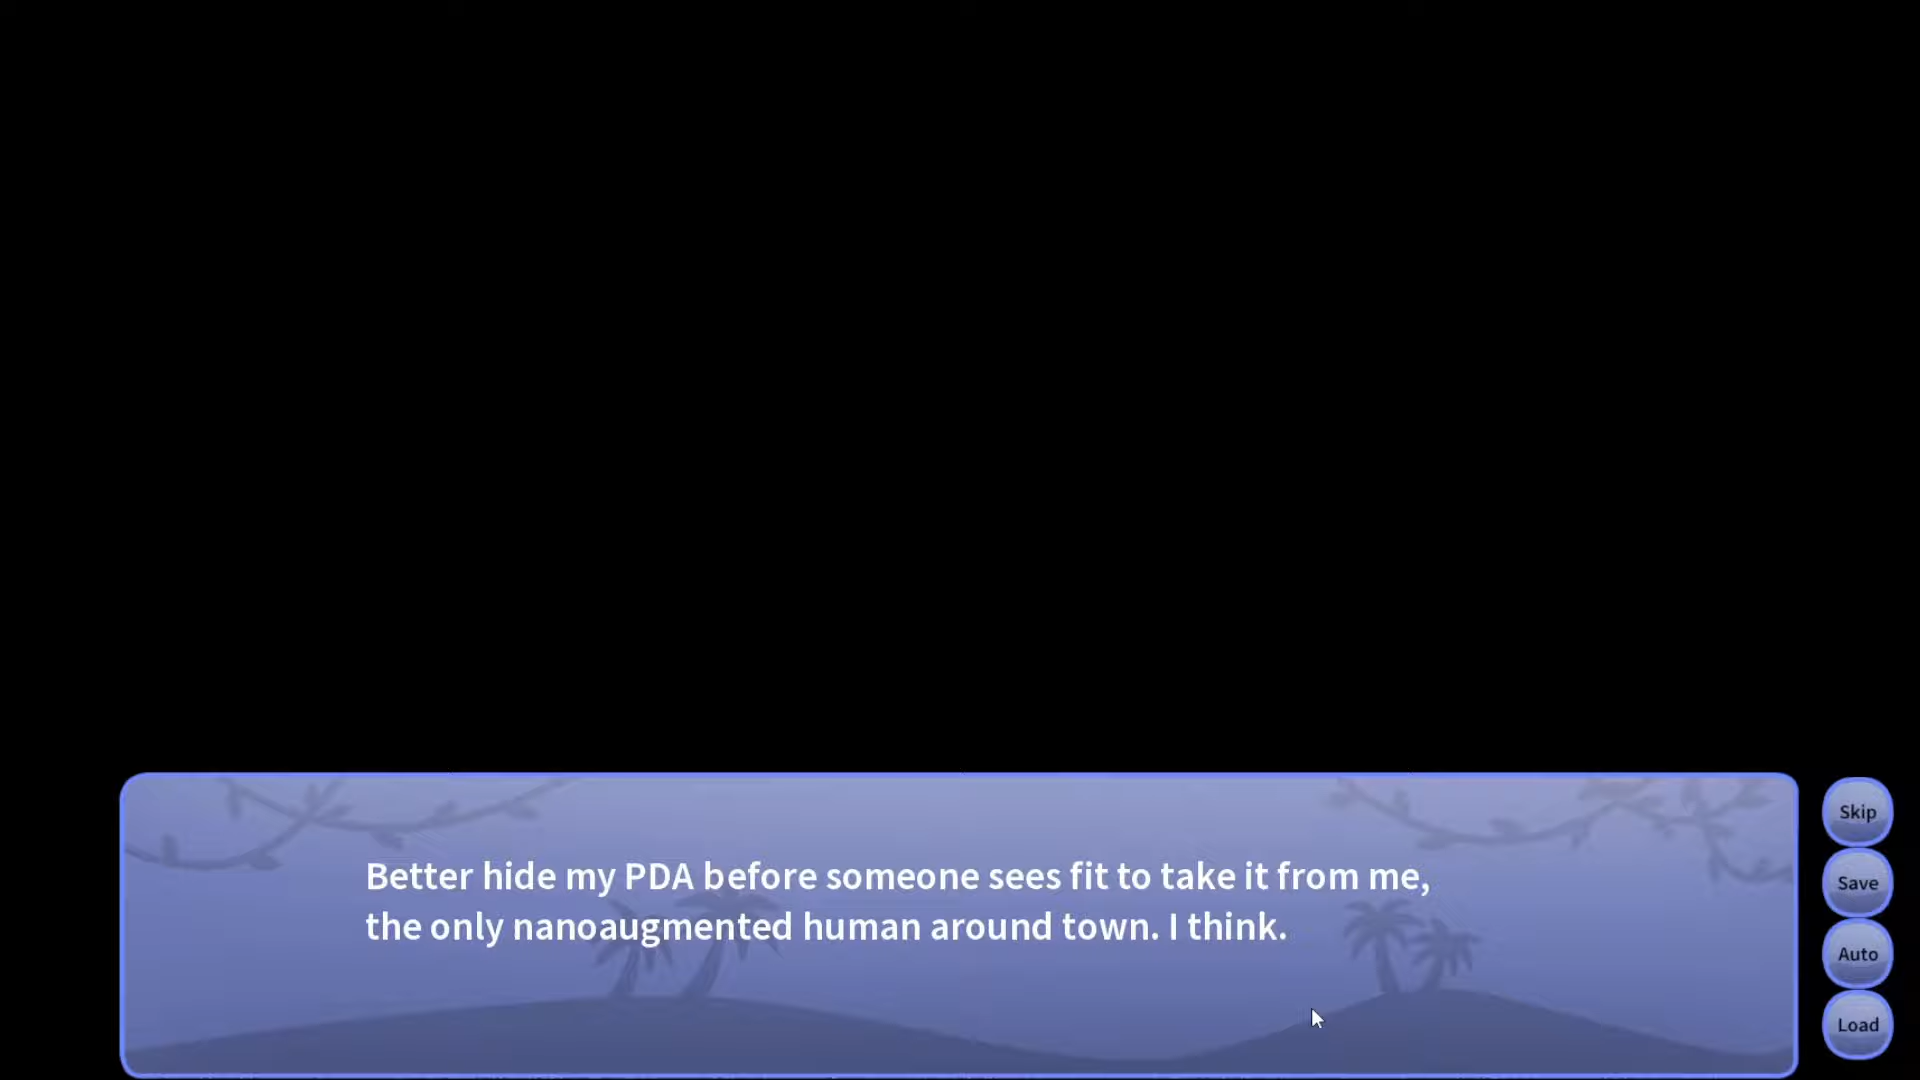 Better hide my PDA before someone sees fit to take it from me,
the only nanoaugmented human around town. I think.
Skip
Save
Auto
Load